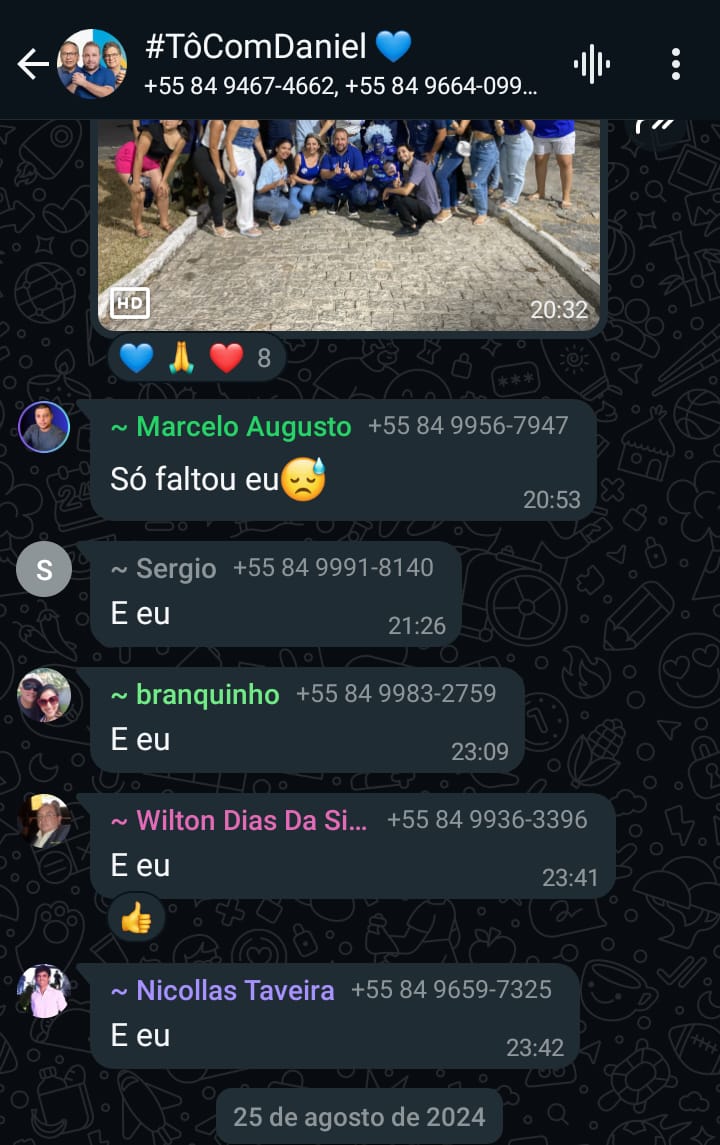 #TôComDaniel 💙
+55 84 9467-4662, +55 84 9664-099...
HD
20:32
💙 🙏 ❤️ 8
~ Marcelo Augusto +55 84 9956-7947
Só faltou eu😓
20:53
S
~ Sergio +55 84 9991-8140
E eu
21:26
~ branquinho +55 84 9983-2759
E eu
23:09
~ Wilton Dias Da Si... +55 84 9936-3396
E eu
23:41
👍
~ Nicollas Taveira +55 84 9659-7325
E eu
23:42
25 de agosto de 2024